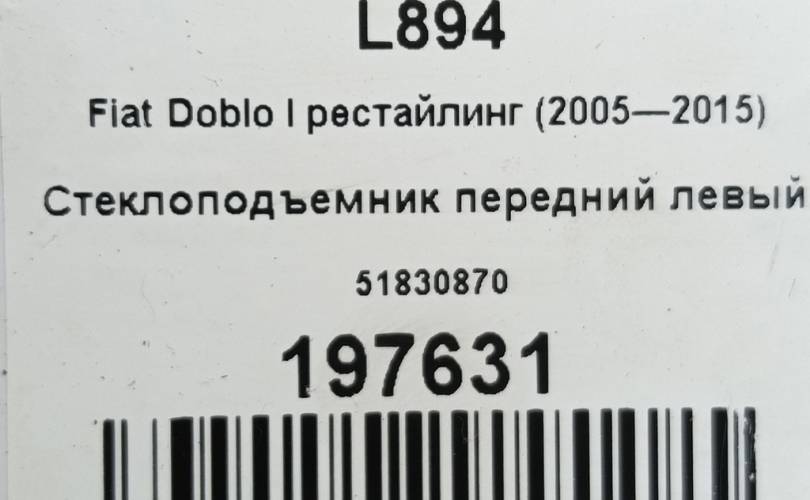 L894
Fiat Doblo I рестайлинг (2005—2015)
Стеклоподъемник передний левый
51830870
197631